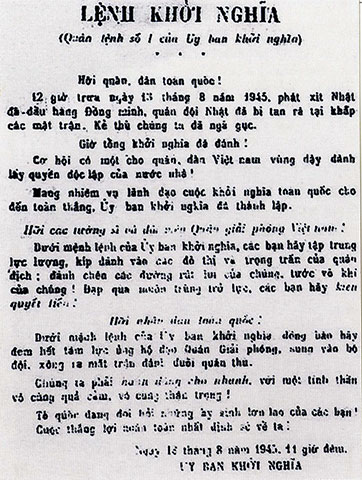 LỆNH KHỞI NGHĨA
(Quân lệnh số 1 của Uỷ ban khởi nghĩa)
Hỡi quân, dân toàn quốc!
12 giờ trưa ngày 13 tháng 8 năm 1945, phát xít Nhật
đã đầu hàng Đồng minh, quân đội Nhật đã bị tan rã tại khắp
các mặt trận. Kẻ thù chúng ta đã ngã gục.
Giờ tổng khởi nghĩa đã đánh!
Cơ hội có một cho quân, dân Việt nam vùng dậy đánh
lấy quyền độc lập của nước nhà!
Mang nhiệm vụ lãnh đạo cuộc khởi nghĩa toàn quốc cho
đến toàn thắng, Ủy ban khởi nghĩa đã thành lập.
Hỡi các tướng sĩ và đội viên Quân giải phóng Việt nam!
Dưới mệnh lệnh của Ủy ban khởi nghĩa, các bạn hãy tập trung
lực lượng, kíp đánh vào các đô thị và trọng trấn của quân
địch; đánh chẹn các đường rút lui của chúng, tước võ khí
của chúng! Đạp qua muôn trùng trở lực, các bạn hãy kiên
quyết tiến!
Hỡi nhân dân toàn quốc!
Dưới mệnh lệnh của Ủy ban khởi nghĩa, đồng bào hãy
đem hết tâm lực ủng hộ đạo Quân Giải phóng, sung vào bộ
đội, xông ra mặt trận đánh đuổi quân thù.
Chúng ta phải hành động cho nhanh, với một tinh thần
vô cùng quả cảm, vô cùng thận trọng!
Tổ quốc đang đòi hỏi những hy sinh lớn lao của các bạn!
Cuộc thắng lợi hoàn toàn nhất định sẽ về ta!
Ngày 13 tháng 8 năm 1945, 11 giờ đêm.
ỦY BAN KHỞI NGHĨA